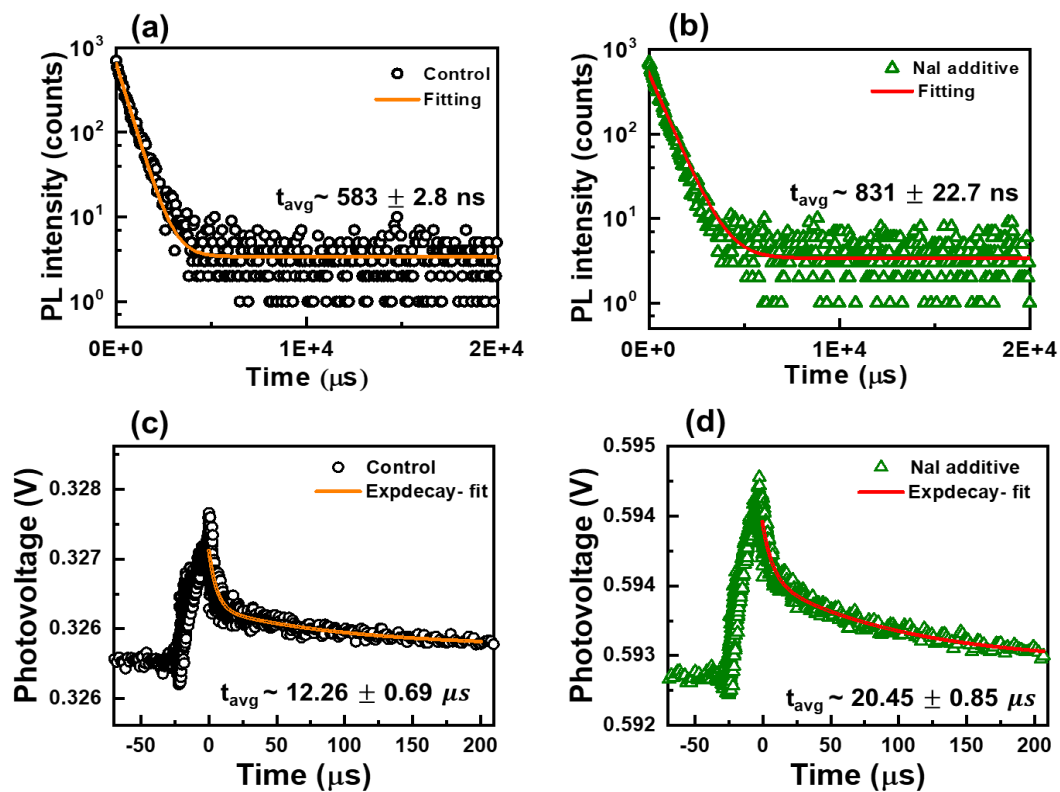 (a)
10³
10²
10¹
10⁰
PL intensity (counts)
Control
Fitting
tavg~ 583 ± 2.8 ns
0E+0
1E+4
2E+4
Time (μs)
(b)
10³
10²
10¹
10⁰
PL intensity (counts)
NaI additive
Fitting
tavg~ 831 ± 22.7 ns
0E+0
1E+4
2E+4
Time (μs)
(c)
0.328
0.327
0.326
0.326
Photovoltage (V)
Control
Expdecay- fit
tavg ~ 12.26 ± 0.69 μs
-50
0
50
100
150
200
Time (μs)
(d)
0.595
0.594
0.594
0.593
0.592
Photovoltage (V)
NaI additive
Expdecay- fit
tavg ~ 20.45 ± 0.85 μs
-50
0
50
100
150
200
Time (μs)